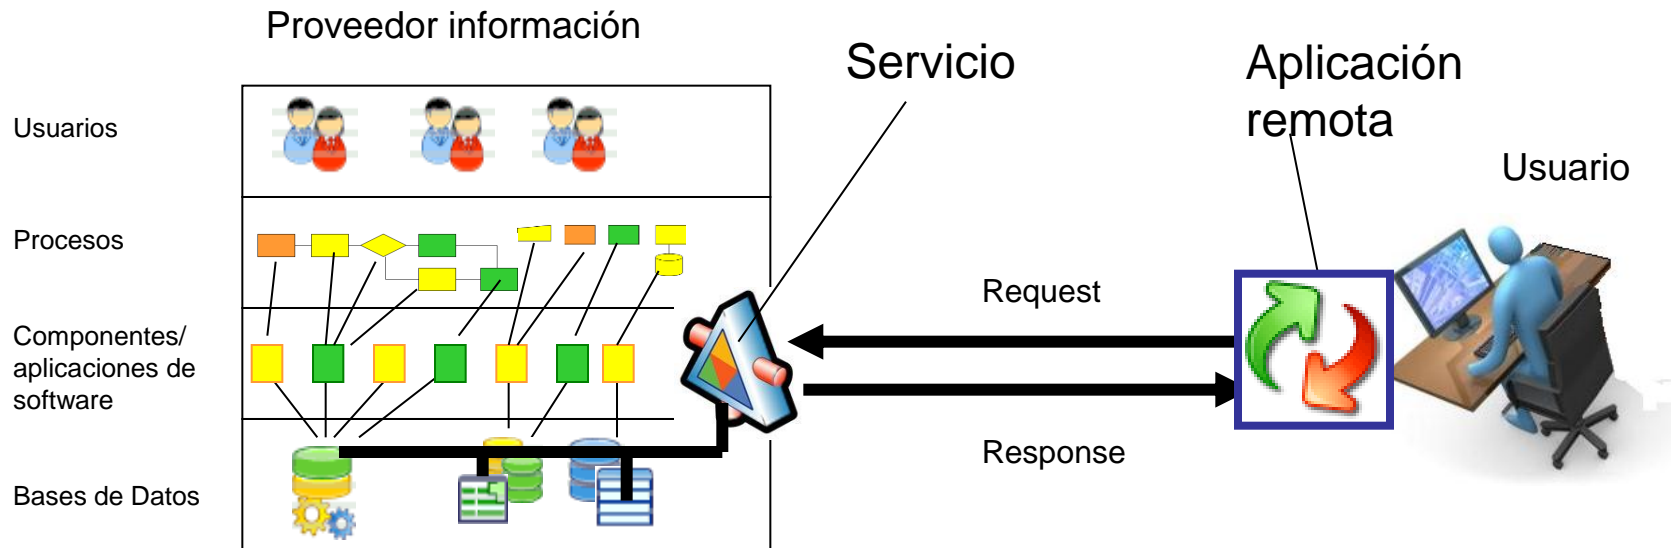 Proveedor información
Servicio
Aplicación
remota
Usuario
Usuarios
Procesos
Componentes/
aplicaciones de
software
Bases de Datos
Request
Response